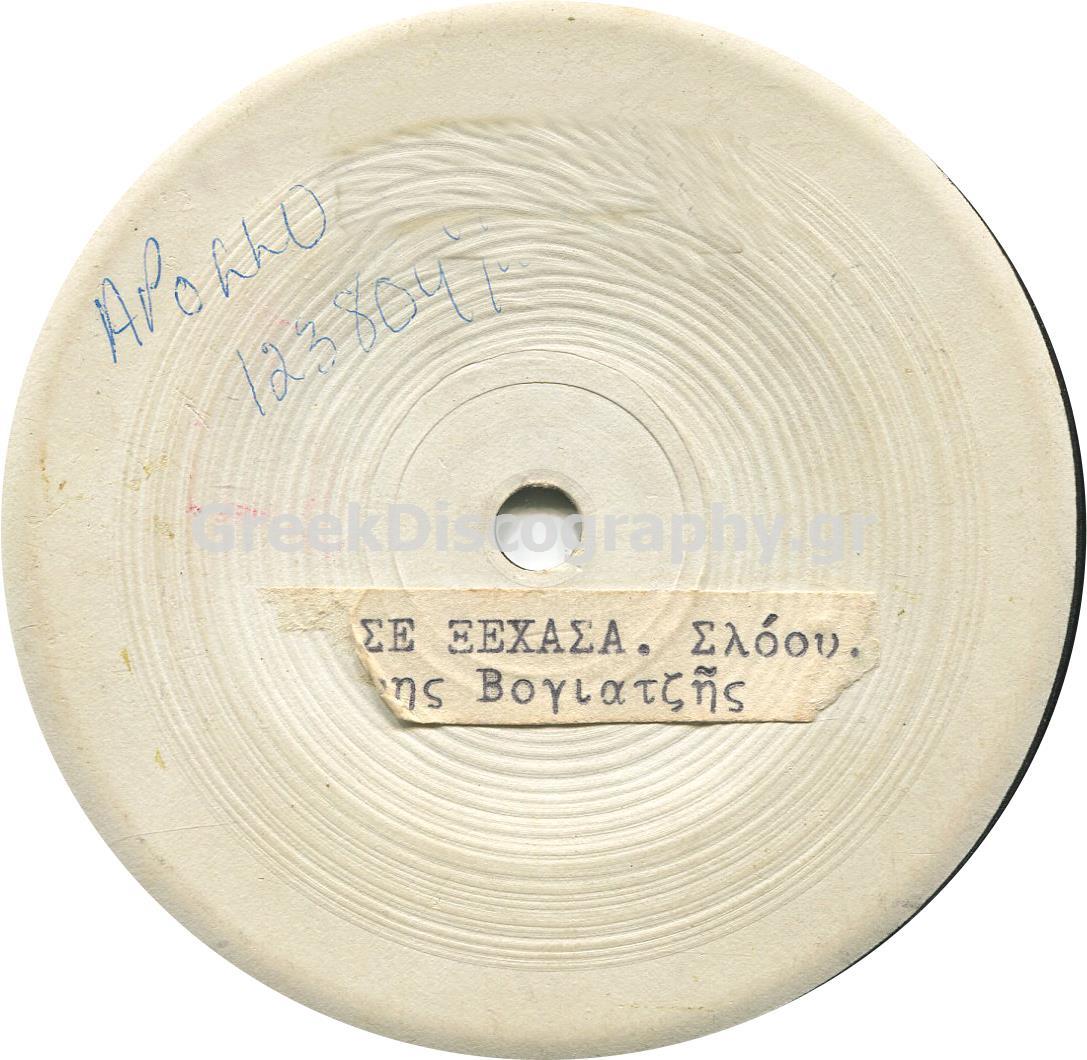 APOLLO
123804
GreekDiscography.gr
ΣΕ ΞΕΧΑΣΑ. Σλόου.
ης Βογιατζῆς